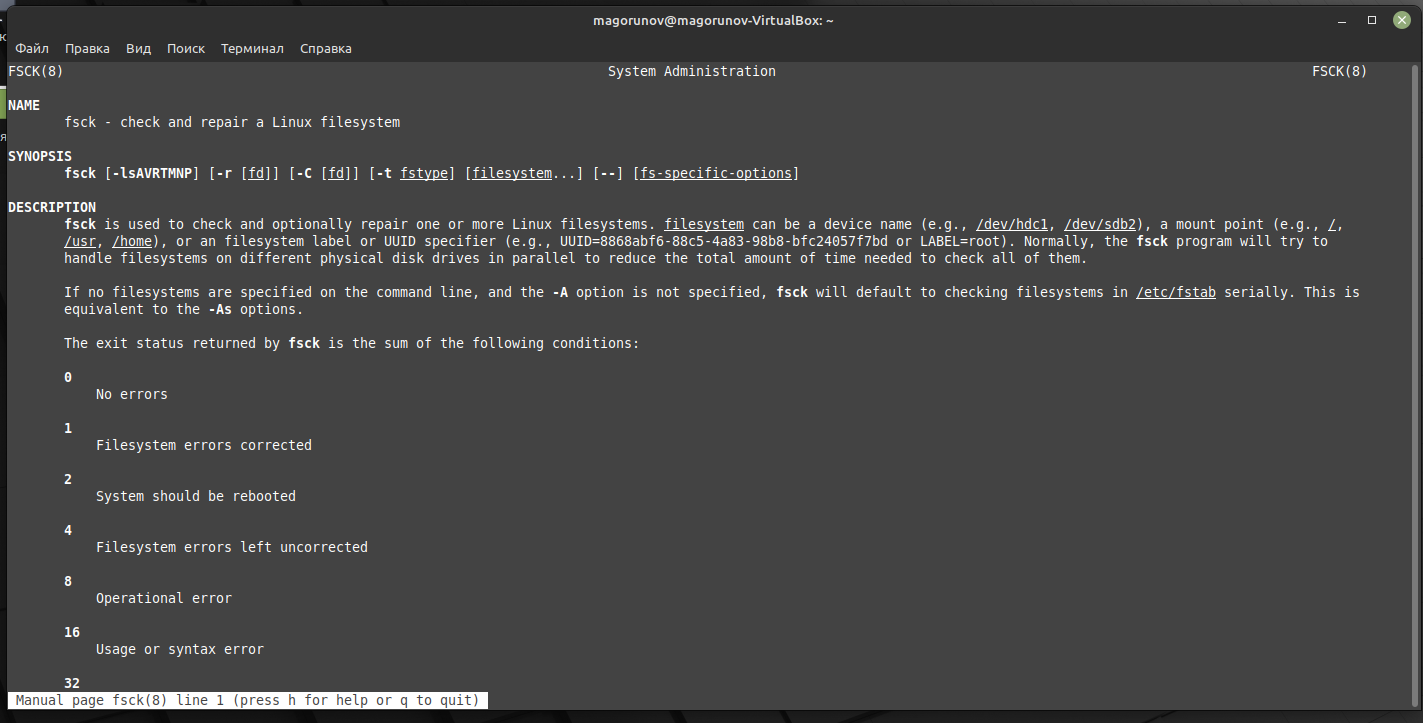 magorunov@magorunov-VirtualBox: ~
Файл Правка Вид Поиск Терминал Справка
FSCK(8) System Administration FSCK(8)
NAME
fsck - check and repair a Linux filesystem
SYNOPSIS
fsck [-lsAVRTMNP] [-r [fd]] [-C [fd]] [-t fstype] [filesystem...] [--] [fs-specific-options]
DESCRIPTION
fsck is used to check and optionally repair one or more Linux filesystems. filesystem can be a device name (e.g., /dev/hdc1, /dev/sdb2), a mount point (e.g., /,
/usr, /home), or an filesystem label or UUID specifier (e.g., UUID=8868abf6-88c5-4a83-98b8-bfc24057f7bd or LABEL=root). Normally, the fsck program will try to
handle filesystems on different physical disk drives in parallel to reduce the total amount of time needed to check all of them.
If no filesystems are specified on the command line, and the -A option is not specified, fsck will default to checking filesystems in /etc/fstab serially. This is
equivalent to the -As options.
The exit status returned by fsck is the sum of the following conditions:
0
No errors
1
Filesystem errors corrected
2
System should be rebooted
4
Filesystem errors left uncorrected
8
Operational error
16
Usage or syntax error
32
Manual page fsck(8) line 1 (press h for help or q to quit)